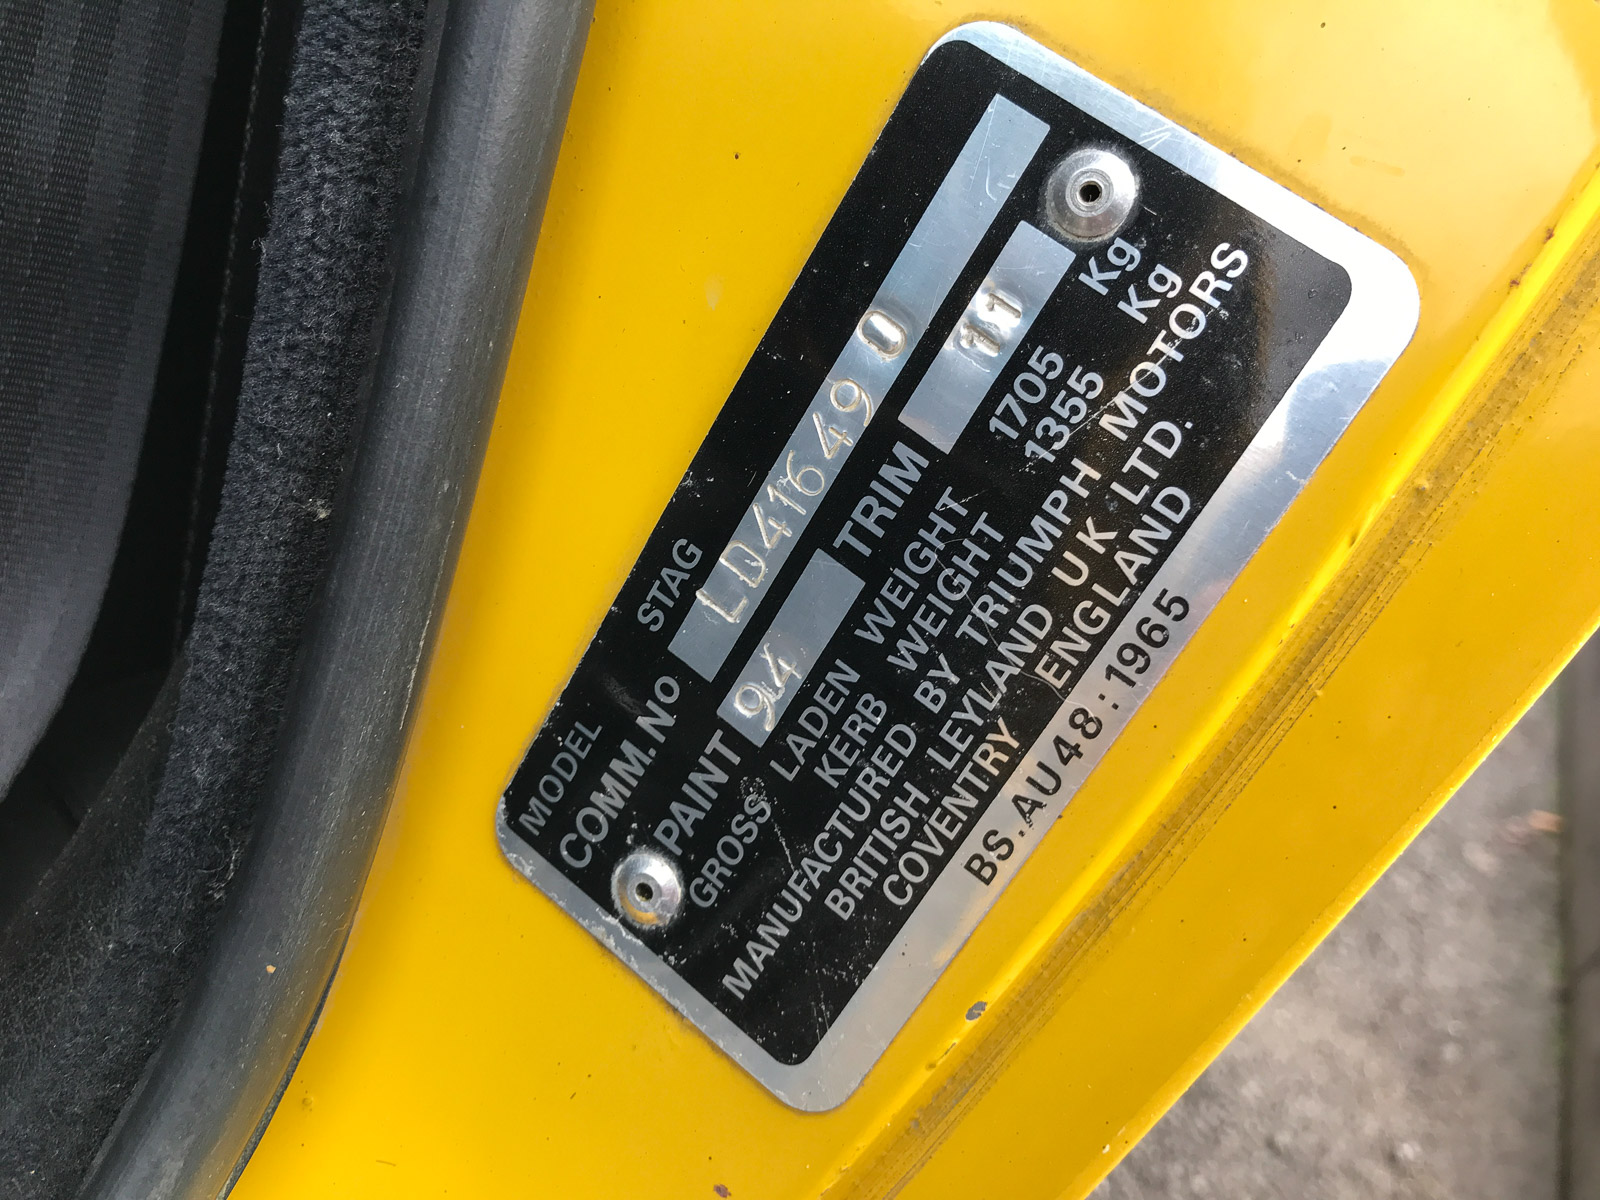 MODEL STAG
COMM. No LD41649 O
PAINT 94 TRIM 11
GROSS LADEN WEIGHT 1705 Kg
KERB WEIGHT 1355 Kg
MANUFACTURED BY TRIUMPH MOTORS
BRITISH LEYLAND UK LTD.
COVENTRY ENGLAND
BS.AU48:1965